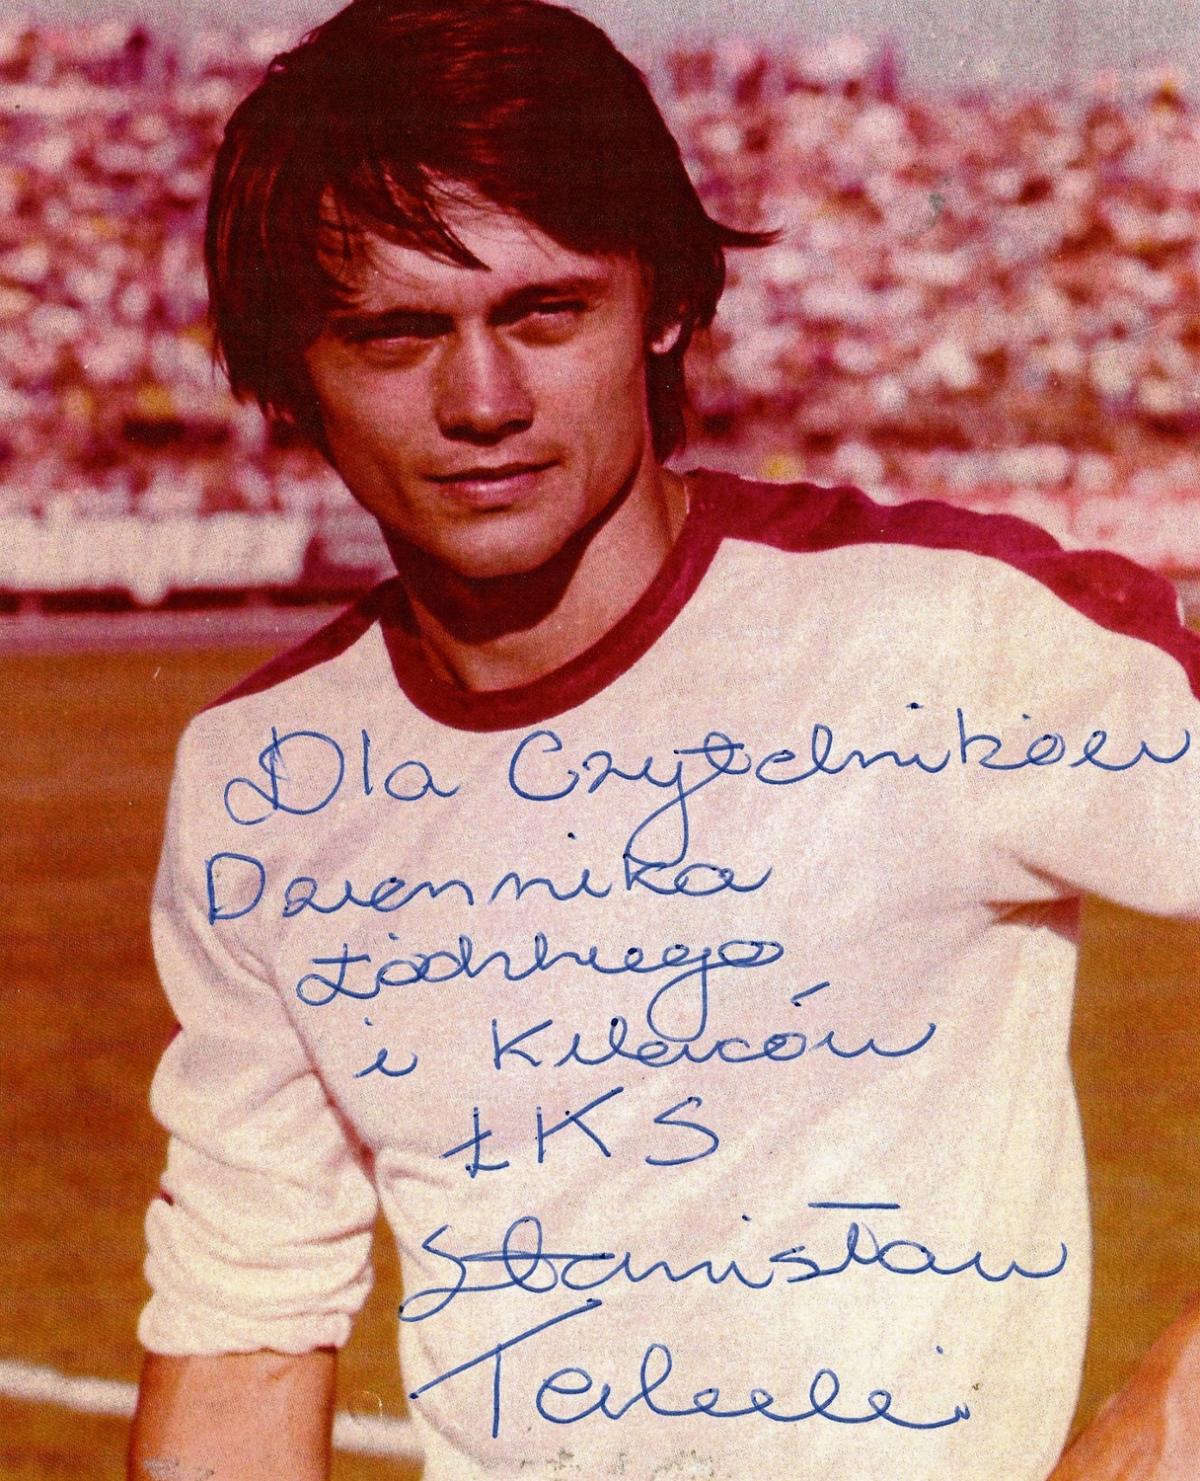 Dla Czytelników
Dziennika
Łódzkiego
i Kibiców
ŁKS
Stanisław
Terlecki